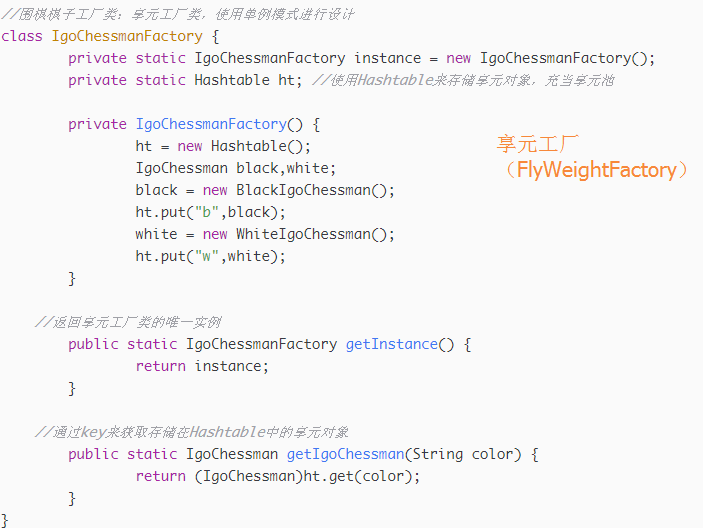 //围棋棋子工厂类：享元工厂类，使用单例模式进行设计
class IgoChessmanFactory {
private static IgoChessmanFactory instance = new IgoChessmanFactory();
private static Hashtable ht; //使用Hashtable来存储享元对象，充当享元池
private IgoChessmanFactory() {
ht = new Hashtable();
IgoChessman black,white;
black = new BlackIgoChessman();
ht.put("b",black);
white = new WhiteIgoChessman();
ht.put("w",white);
}
享元工厂
（FlyWeightFactory）
//返回享元工厂类的唯一实例
public static IgoChessmanFactory getInstance() {
return instance;
}
//通过key来获取存储在Hashtable中的享元对象
public static IgoChessman getIgoChessman(String color) {
return (IgoChessman)ht.get(color);
}
}